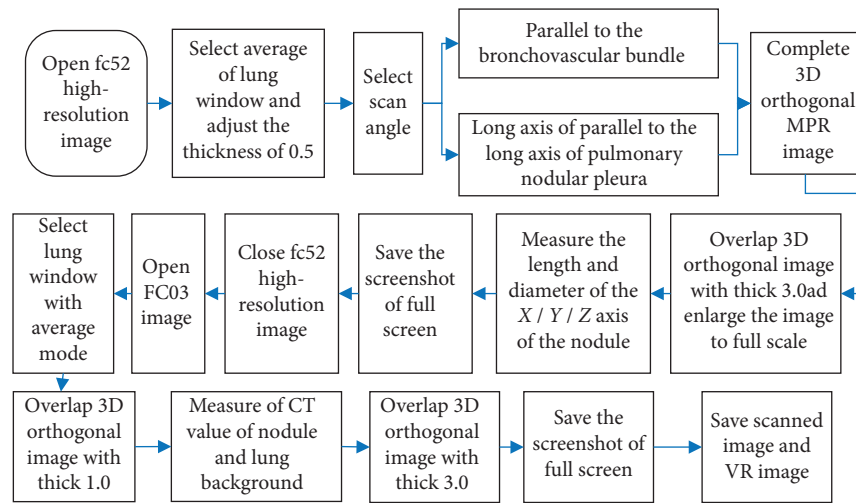 Open fc52
high-
resolution
image
Select average
of lung
window and
adjust the
thickness of 0.5
Select
scan
angle
Parallel to the
bronchovascular bundle
Long axis of parallel to the
long axis of pulmonary
nodular pleura
Complete
3D
orthogonal
MPR
image
Overlap 3D
orthogonal image
with thick 3.0ad
enlarge the image
to full scale
Measure the
length and
diameter of the
X / Y / Z axis
of the nodule
Save the
screenshot
of full
screen
Close fc52
high-
resolution
image
Open
FC03
image
Select
lung
window
with
average
mode
Overlap 3D
orthogonal
image with
thick 1.0
Measure of CT
value of nodule
and lung
background
Overlap 3D
orthogonal
image with
thick 3.0
Save the
screenshot of
full screen
Save scanned
image and
VR image